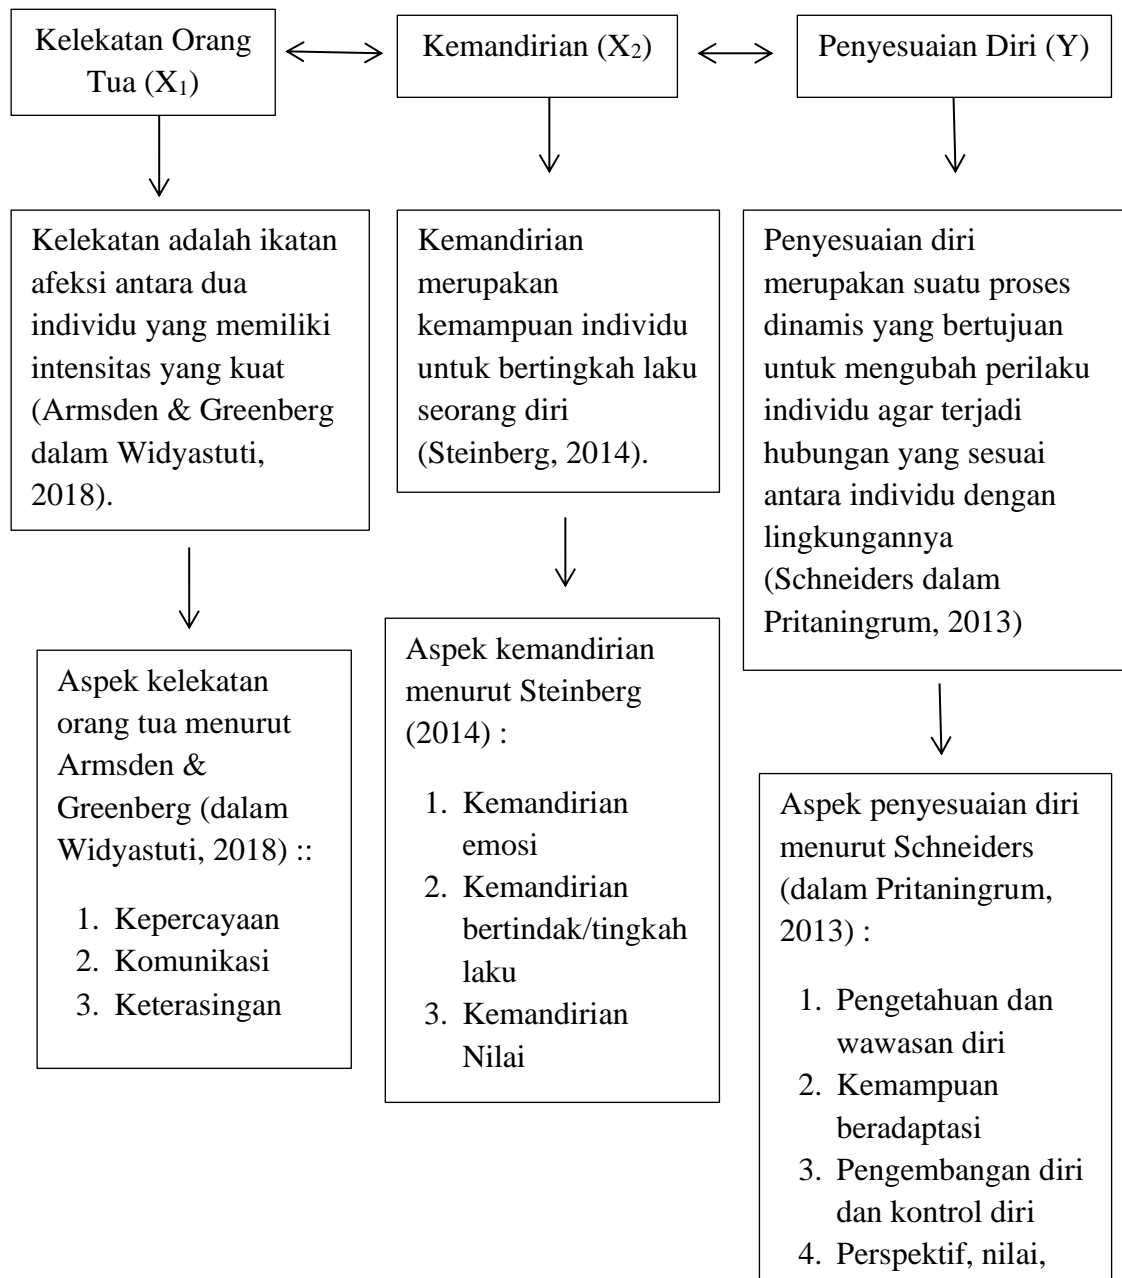 Kelekatan Orang
Tua (X₁)
Kemandirian (X₂)
Penyesuaian Diri (Y)
Kelekatan adalah ikatan
afeksi antara dua
individu yang memiliki
intensitas yang kuat
(Armsden & Greenberg
dalam Widyastuti,
2018).
Kemandirian
merupakan
kemampuan individu
untuk bertingkah laku
seorang diri
(Steinberg, 2014).
Penyesuaian diri
merupakan suatu proses
dinamis yang bertujuan
untuk mengubah perilaku
individu agar terjadi
hubungan yang sesuai
antara individu dengan
lingkungannya
(Schneiders dalam
Pritaningrum, 2013)
Aspek kelekatan
orang tua menurut
Armsden &
Greenberg (dalam
Widyastuti, 2018) ::
1. Kepercayaan
2. Komunikasi
3. Keterasingan
Aspek kemandirian
menurut Steinberg
(2014) :
1. Kemandirian
emosi
2. Kemandirian
bertindak/tingkah
laku
3. Kemandirian
Nilai
Aspek penyesuaian diri
menurut Schneiders
(dalam Pritaningrum,
2013) :
1. Pengetahuan dan
wawasan diri
2. Kemampuan
beradaptasi
3. Pengembangan diri
dan kontrol diri
4. Perspektif, nilai,